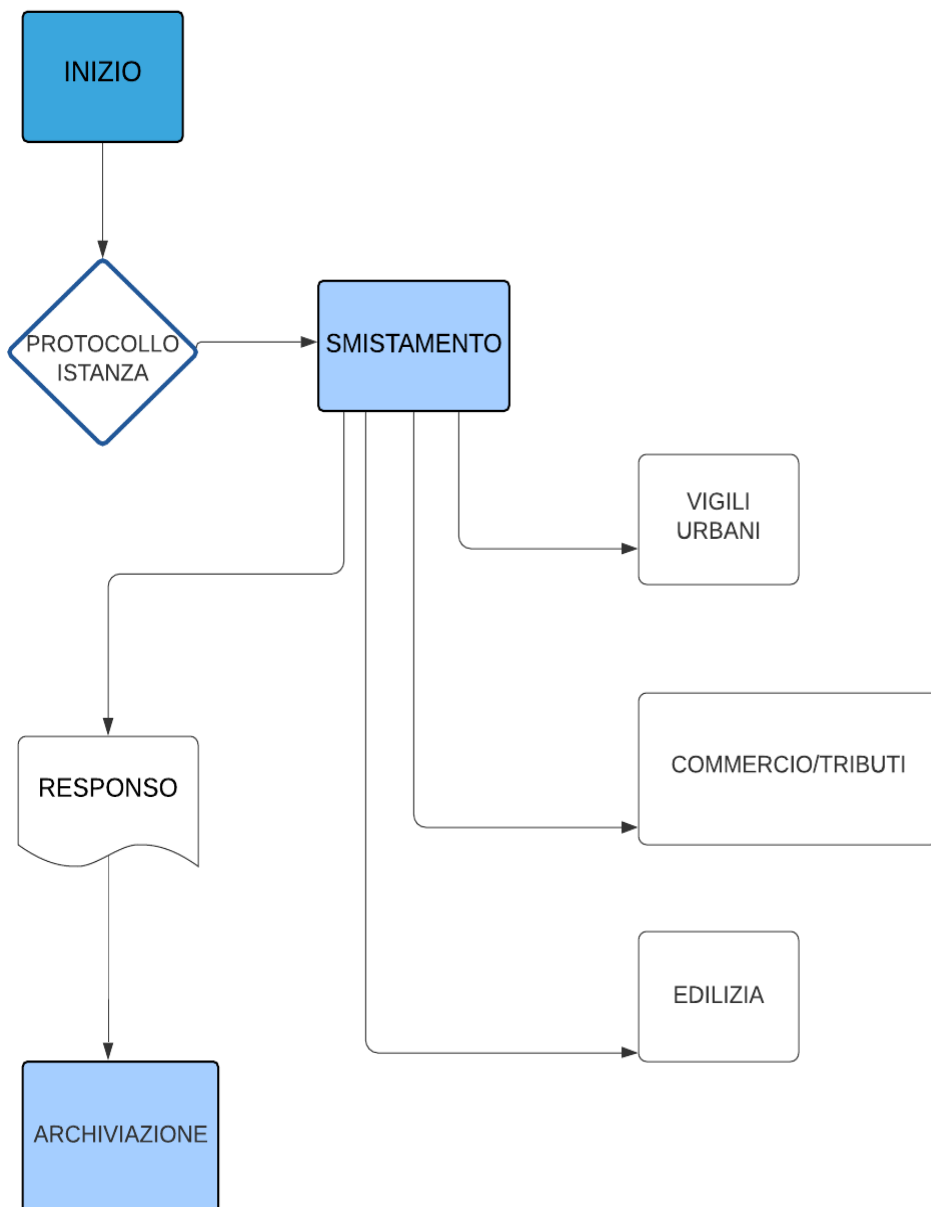 INIZIO
PROTOCOLLO
ISTANZA
SMISTAMENTO
VIGILI
URBANI
COMMERCIO/TRIBUTI
RESPONSO
EDILIZIA
ARCHIVIAZIONE